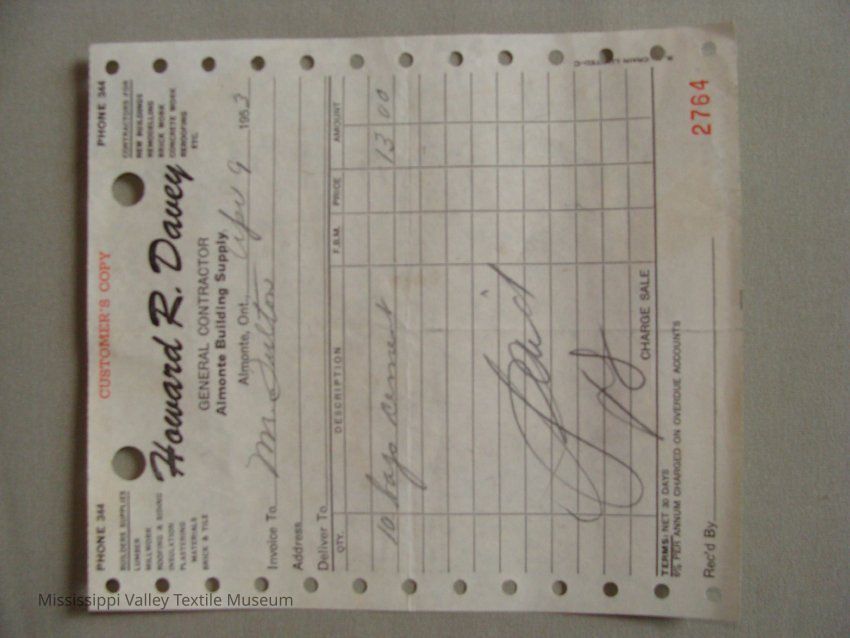 CUSTOMER'S COPY
PHONE 344
PHONE 344
BUILDERS SUPPLIES
LUMBER
MILLWORK
ROOFING & SIDING
INSULATION
PLASTERING
MATERIALS
BRICK & TILE
Howard R. Davey
CONTRACTORS FOR
NEW BUILDINGS
REMODELLING
BRICK WORK
CONCRETE WORK
REROOFING
ETC.
GENERAL CONTRACTOR
Almonte Building Supply
Almonte, Ont., Apr 9 1953
Invoice To Mr. Fulton
Address
Deliver To
QTY. DESCRIPTION F.B.M. PRICE AMOUNT
10 bags cement 13 00
Paid
CHARGE SALE
TERMS: NET 30 DAYS
% PER ANNUM CHARGED ON OVERDUE ACCOUNTS
Rec'd By
2764
Mississippi Valley Textile Museum